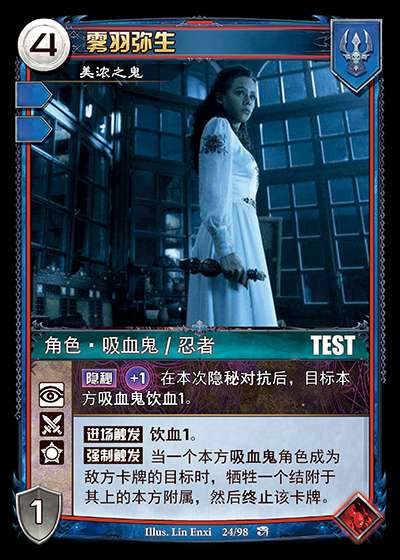 4
雾羽弥生
美浓之鬼
角色・吸血鬼 / 忍者
TEST
隐秘 +1 在本次隐秘对抗后，目标本
方吸血鬼饮血1。
进场触发 饮血1。
强制触发 当一个本方吸血鬼角色成为
敌方卡牌的目标时，牺牲一个结附于
其上的本方附属，然后终止该卡牌。
1
Illus. Lin Enxi 24/98